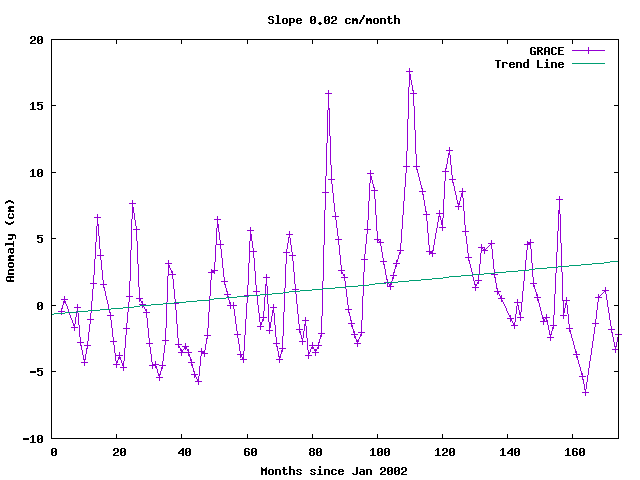 Slope 0.02 cm/month
20
15
10
5
0
-5
-10
Anomaly (cm)
GRACE
Trend Line
0 20 40 60 80 100 120 140 160
Months since Jan 2002